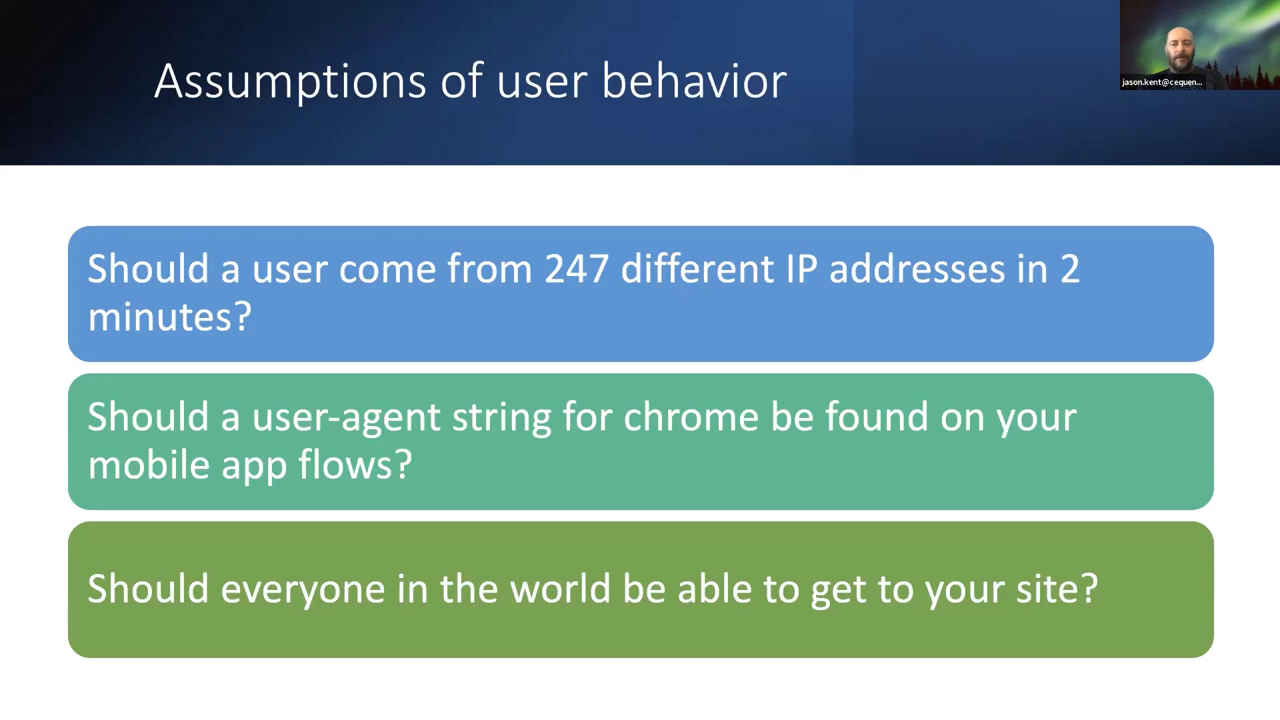 Assumptions of user behavior
jason.kent@cequen...
Should a user come from 247 different IP addresses in 2
minutes?
Should a user-agent string for chrome be found on your
mobile app flows?
Should everyone in the world be able to get to your site?